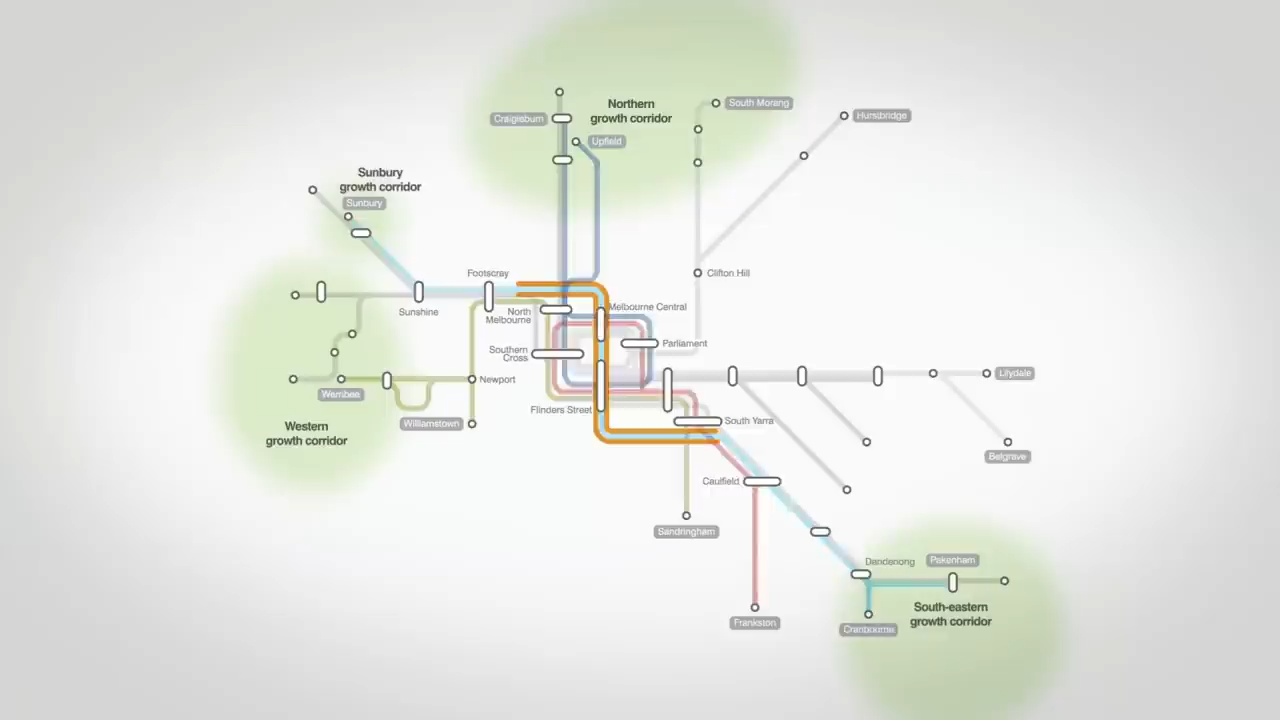 Northern
growth corridor
South Morang
Craigieburn
Hurstbridge
Upfield
Sunbury
growth corridor
Sunbury
Footscray
Clifton Hill
Sunshine
North
Melbourne
Melbourne Central
Parliament
Southern
Cross
Newport
Lilydale
Werribee
Flinders Street
Williamstown
South Yarra
Western
growth corridor
Belgrave
Caulfield
Sandringham
Dandenong
Pakenham
South-eastern
growth corridor
Frankston
Cranbourne